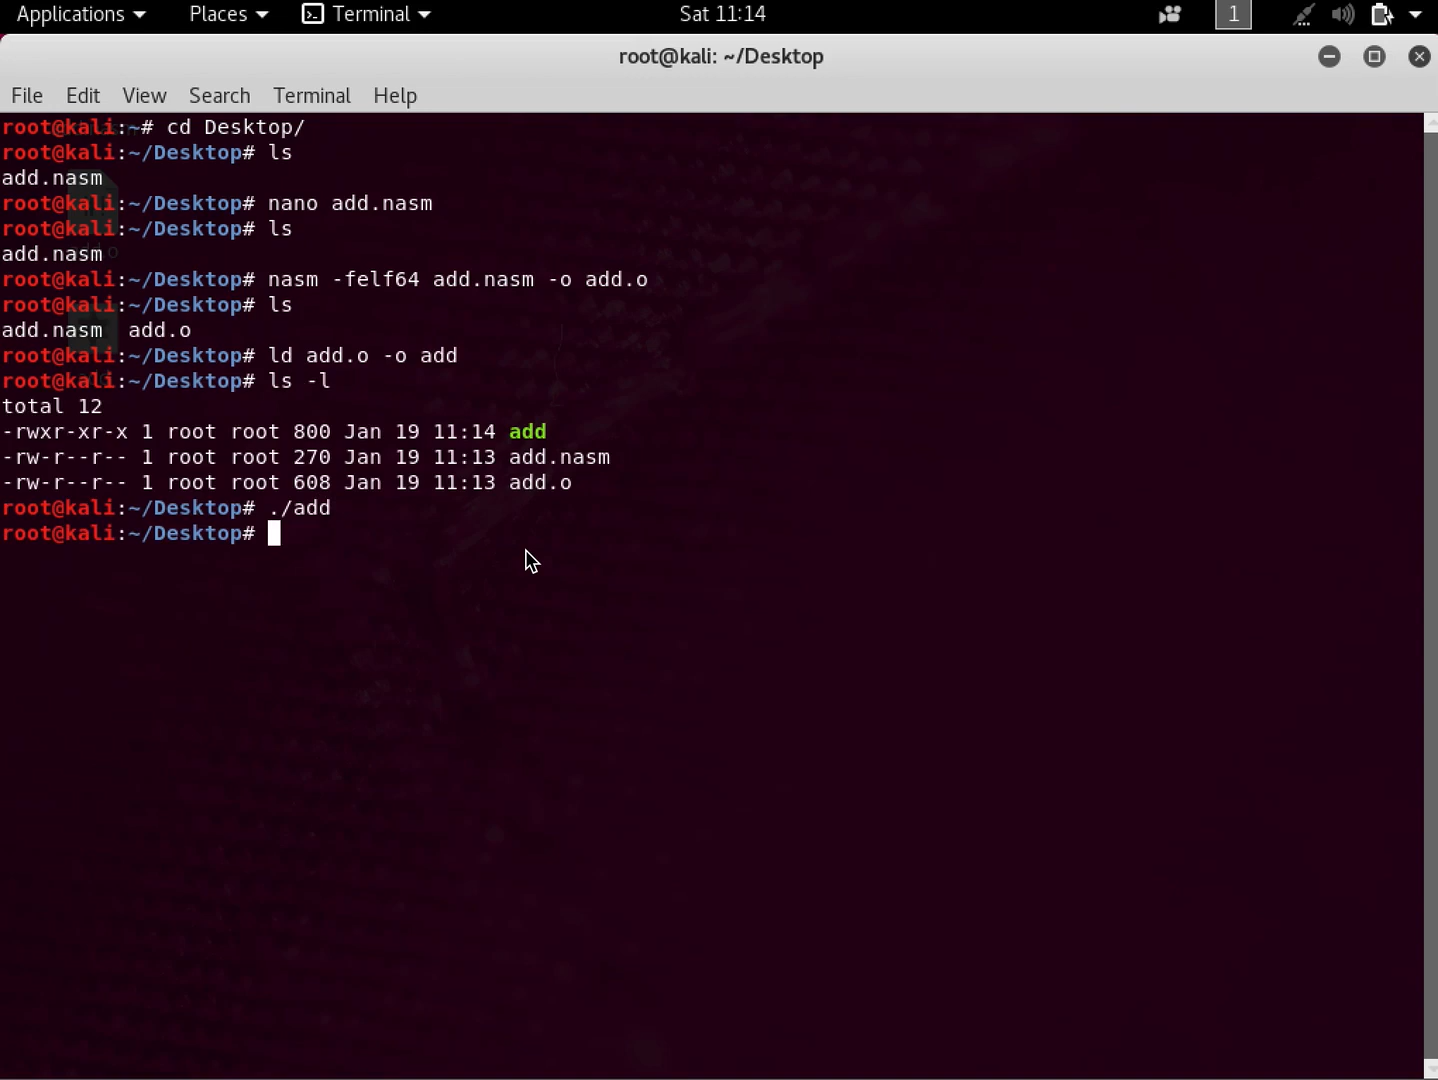 Applications Places Terminal Sat 11:14 1
root@kali: ~/Desktop
File Edit View Search Terminal Help
root@kali:~# cd Desktop/
root@kali:~/Desktop# ls
add.nasm
root@kali:~/Desktop# nano add.nasm
root@kali:~/Desktop# ls
add.nasm
root@kali:~/Desktop# nasm -felf64 add.nasm -o add.o
root@kali:~/Desktop# ls
add.nasm  add.o
root@kali:~/Desktop# ld add.o -o add
root@kali:~/Desktop# ls -l
total 12
-rwxr-xr-x 1 root root 800 Jan 19 11:14 add
-rw-r--r-- 1 root root 270 Jan 19 11:13 add.nasm
-rw-r--r-- 1 root root 608 Jan 19 11:13 add.o
root@kali:~/Desktop# ./add
root@kali:~/Desktop#